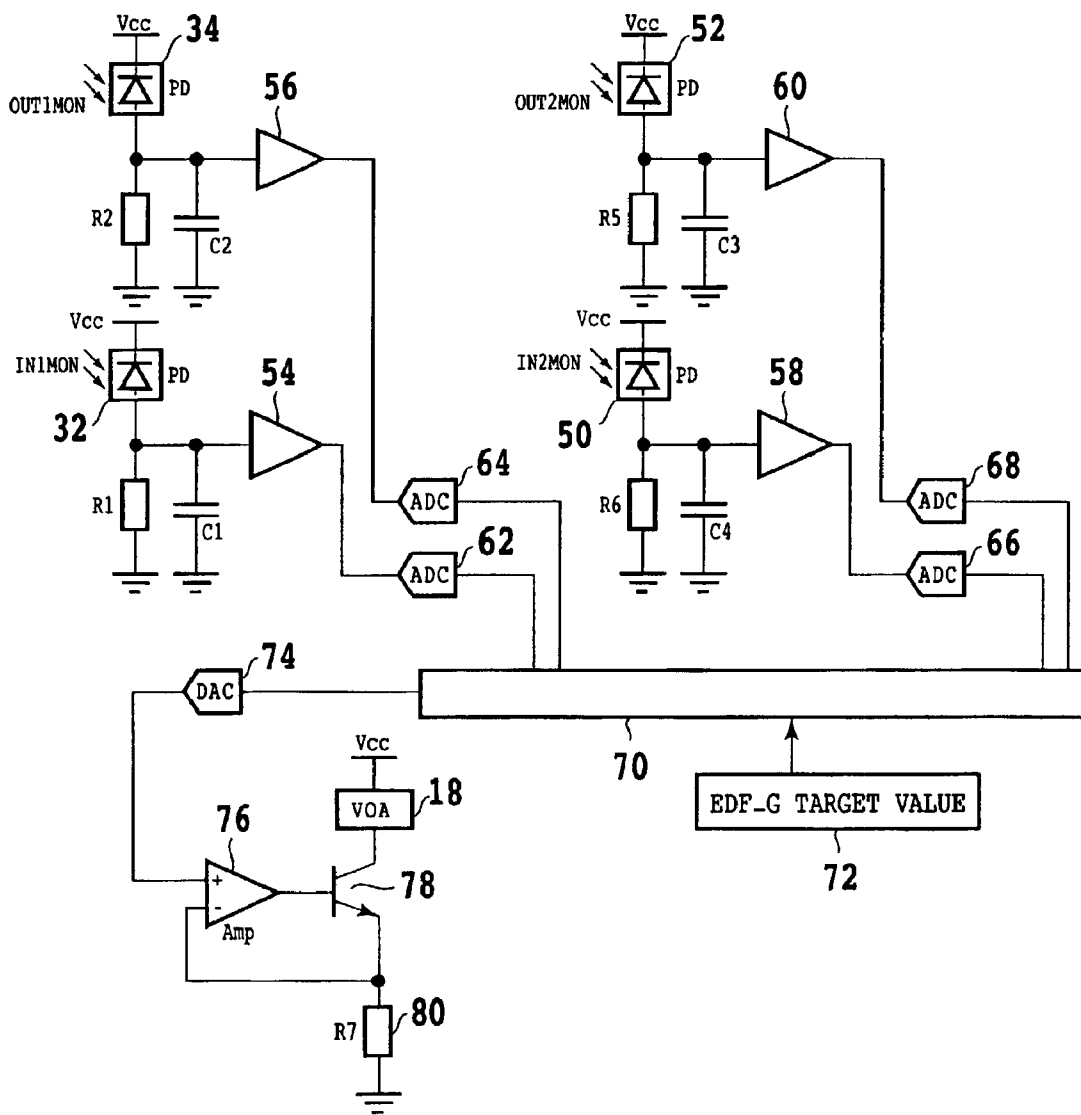 Vcc
34
PD
OUT1MON
56
R2
C2
Vcc
IN1MON
PD
32
54
R1
C1
64
ADC
62
ADC
Vcc
52
PD
OUT2MON
60
R5
C3
Vcc
IN2MON
PD
50
58
R6
C4
68
ADC
66
ADC
74
DAC
70
EDF-G TARGET VALUE
72
Vcc
VOA
18
76
+
-
Amp
78
R7
80